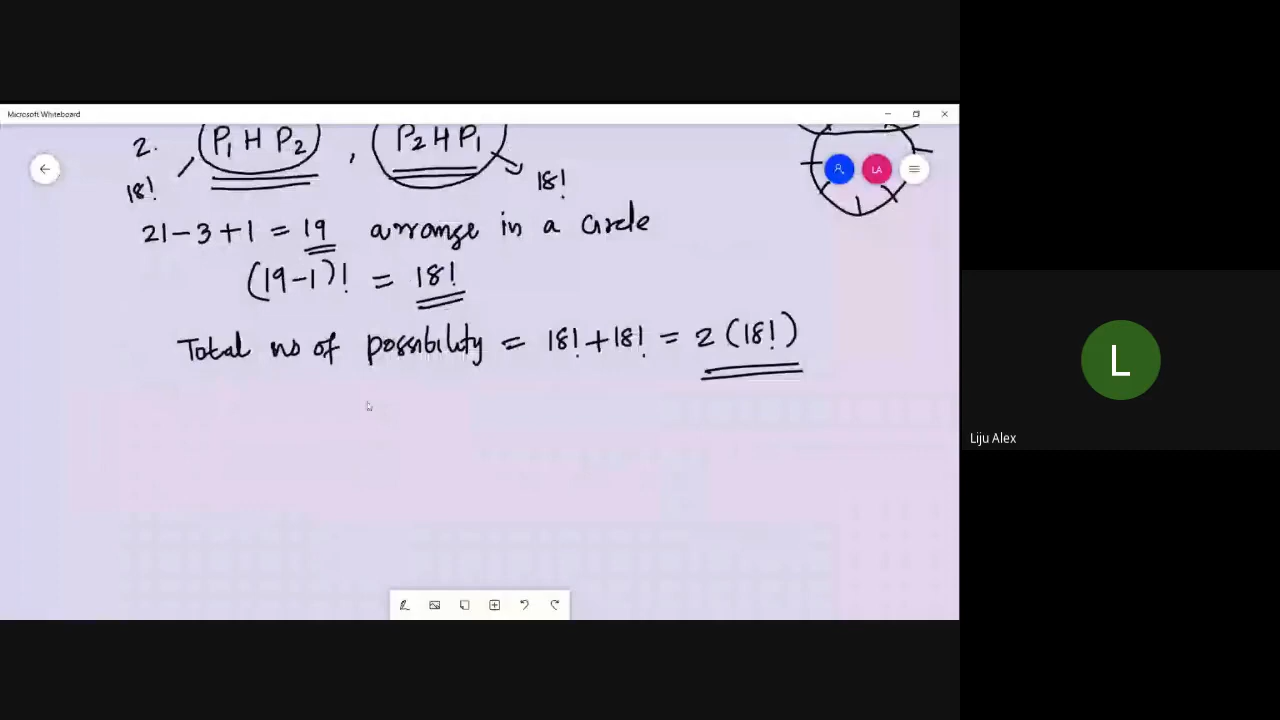 Microsoft Whiteboard
2. (P₁ H P₂) , (P₂ H P₁)
18! 18!
LA
21 - 3 + 1 = 19 arrange in a Circle
(19-1)! = 18!
Total no of possibility = 18! + 18! = 2 (18!)
L
Liju Alex